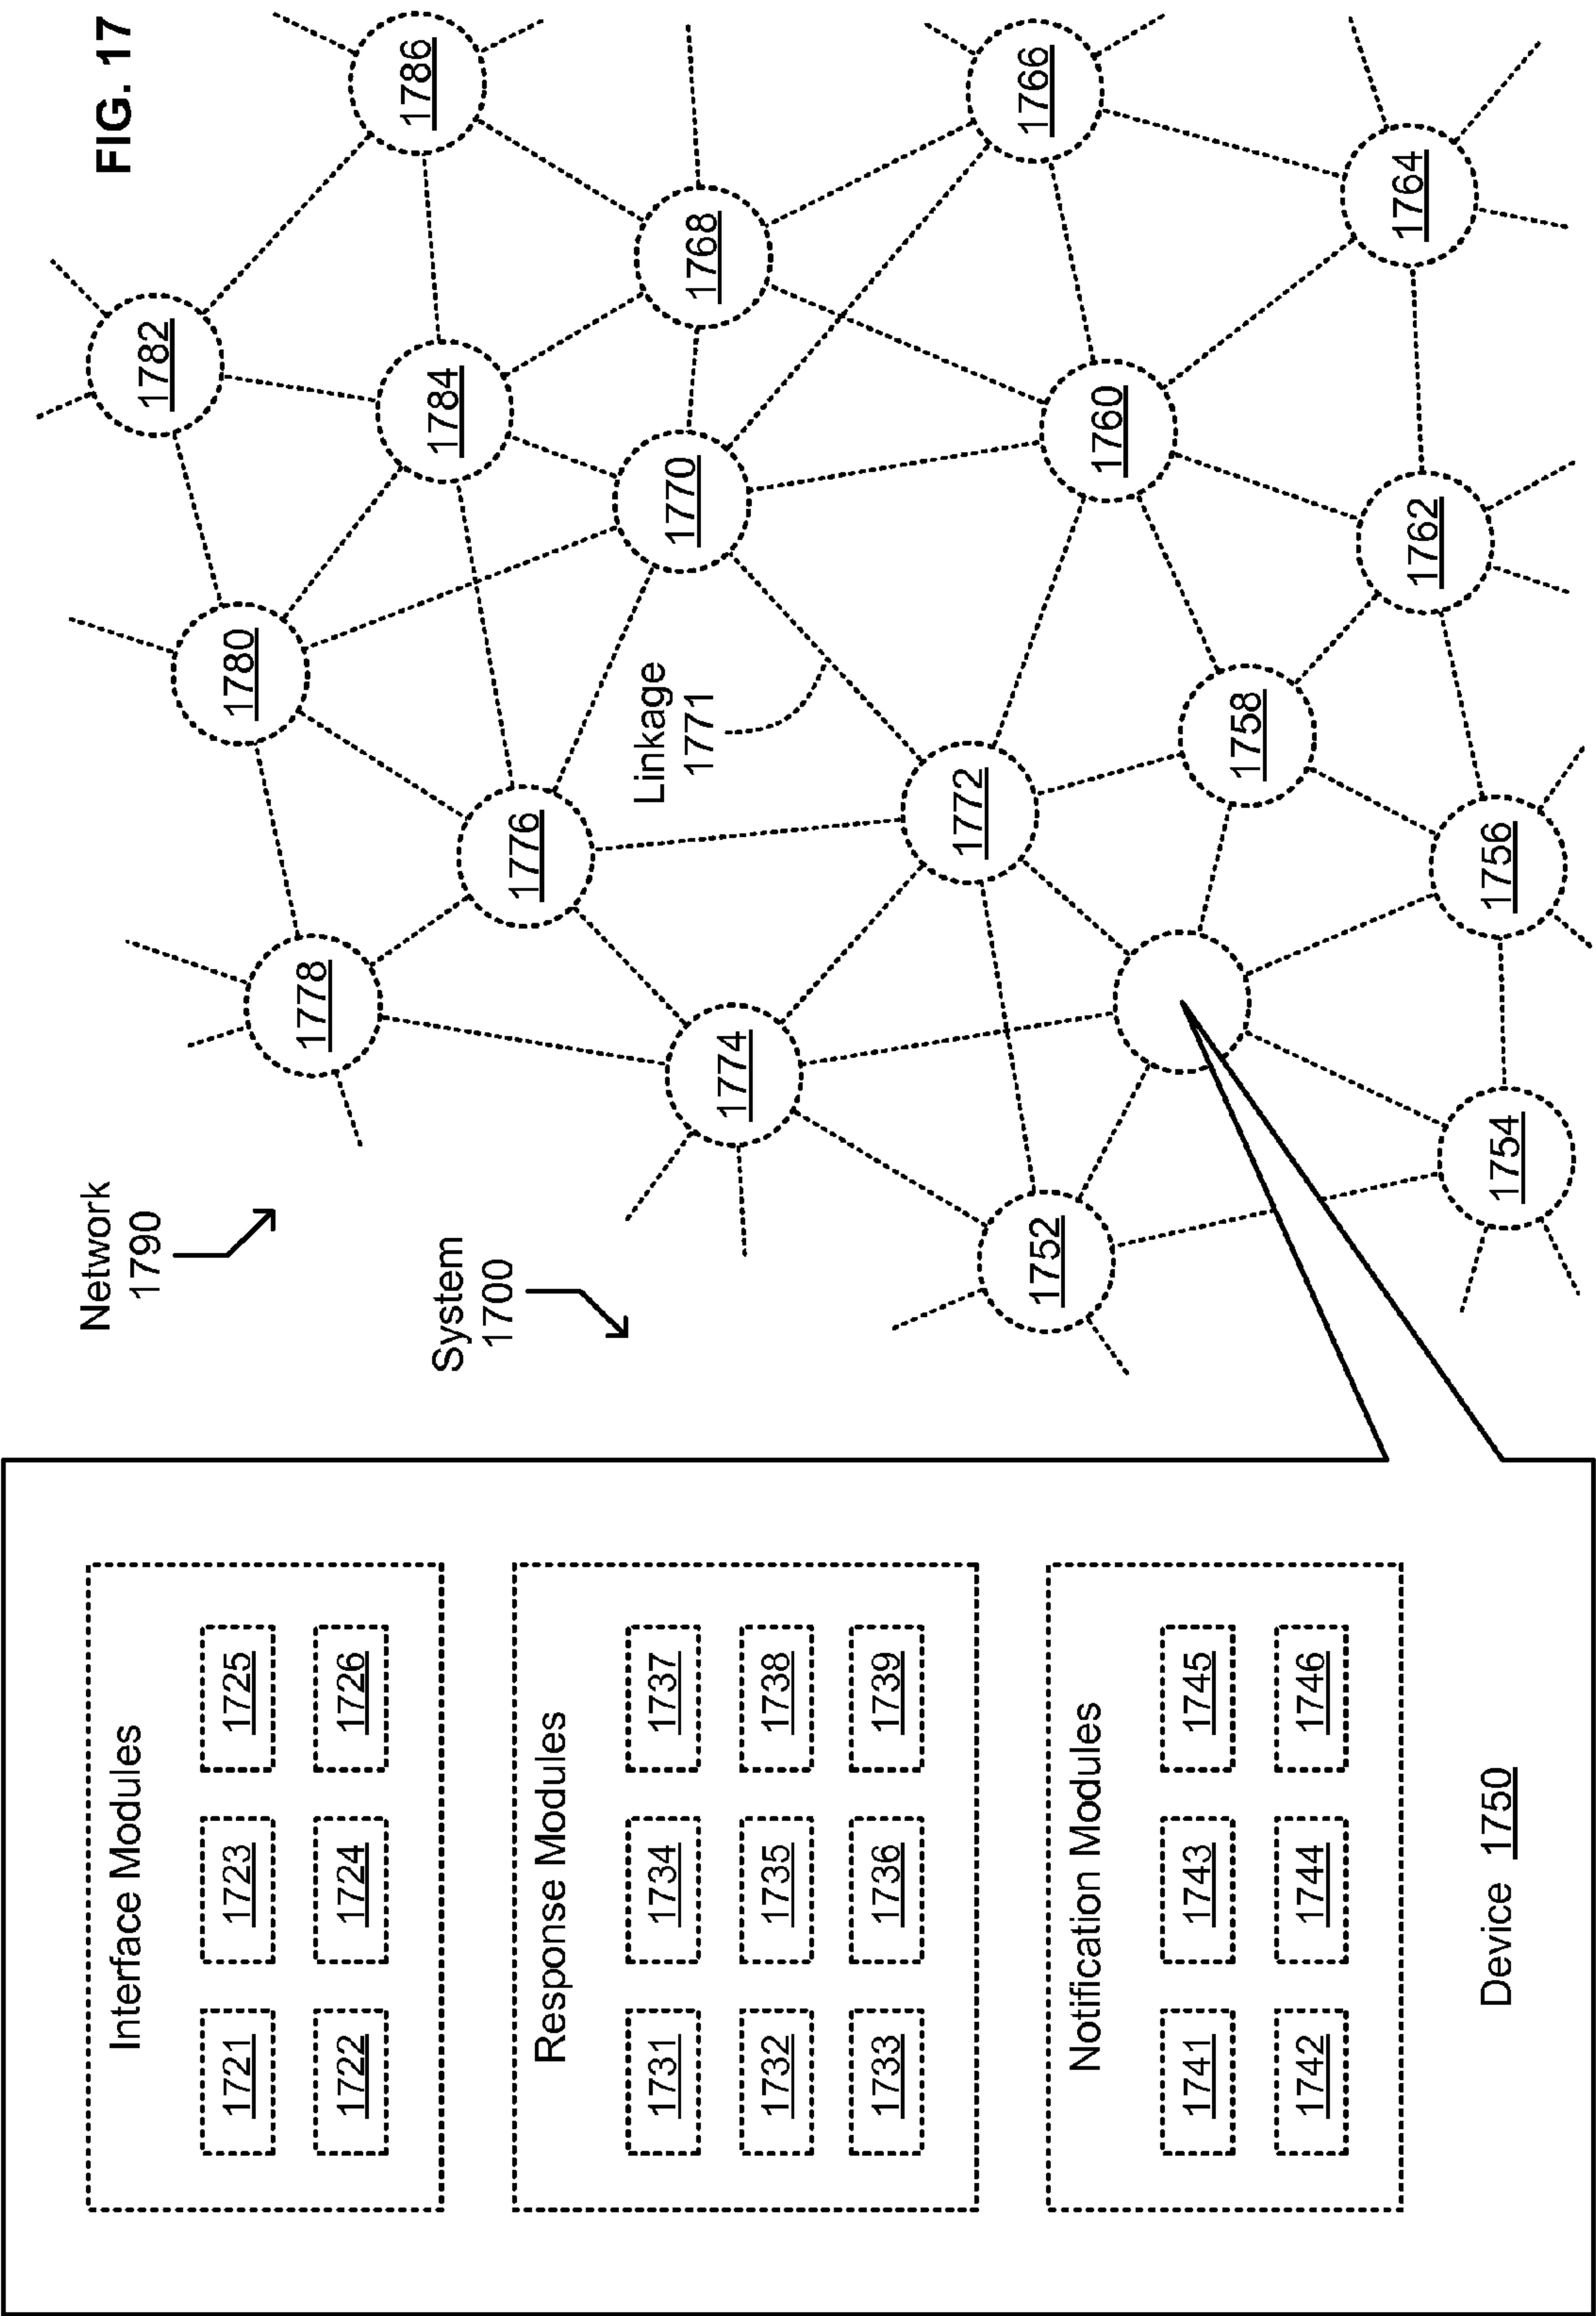 FIG. 17
Network
1790
System
1700
Linkage
1771
Interface Modules
1721 1723 1725
1722 1724 1726
Response Modules
1731 1734 1737
1732 1735 1738
1733 1736 1739
Notification Modules
1741 1743 1745
1742 1744 1746
Device 1750
1782
1780
1778
1786
1784
1776
1768
1770
1774
1772
1766
1752
1760
1758
1764
1762
1756
1754